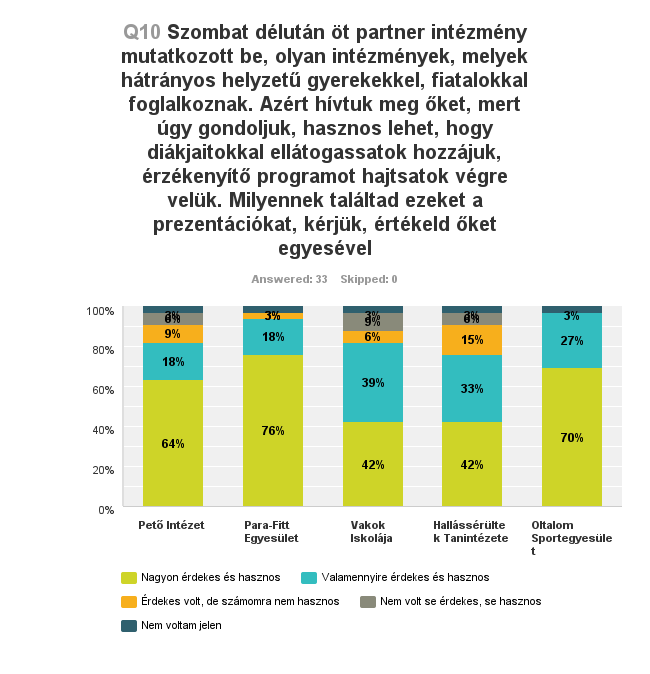 Q10 Szombat délután öt partner intézmény
mutatkozott be, olyan intézmények, melyek
hátrányos helyzetű gyerekekkel, fiatalokkal
foglalkoznak. Azért hívtuk meg őket, mert
úgy gondoljuk, hasznos lehet, hogy
diákjaitokkal ellátogassatok hozzájuk,
érzékenyítő programot hajtsatok végre
velük. Milyennek találtad ezeket a
prezentációkat, kérjük, értékeld őket
egyesével
Answered: 33 Skipped: 0
100%
80%
60%
40%
20%
0%
3%
6%
9%
18%
64%
3%
18%
76%
3%
9%
6%
39%
42%
3%
6%
15%
33%
42%
3%
27%
70%
Pető Intézet
Para-Fitt
Egyesület
Vakok
Iskolája
Hallássérülte
k Tanintézete
Oltalom
Sportegyesüle
t
Nagyon érdekes és hasznos
Valamennyire érdekes és hasznos
Érdekes volt, de számomra nem hasznos
Nem volt se érdekes, se hasznos
Nem voltam jelen